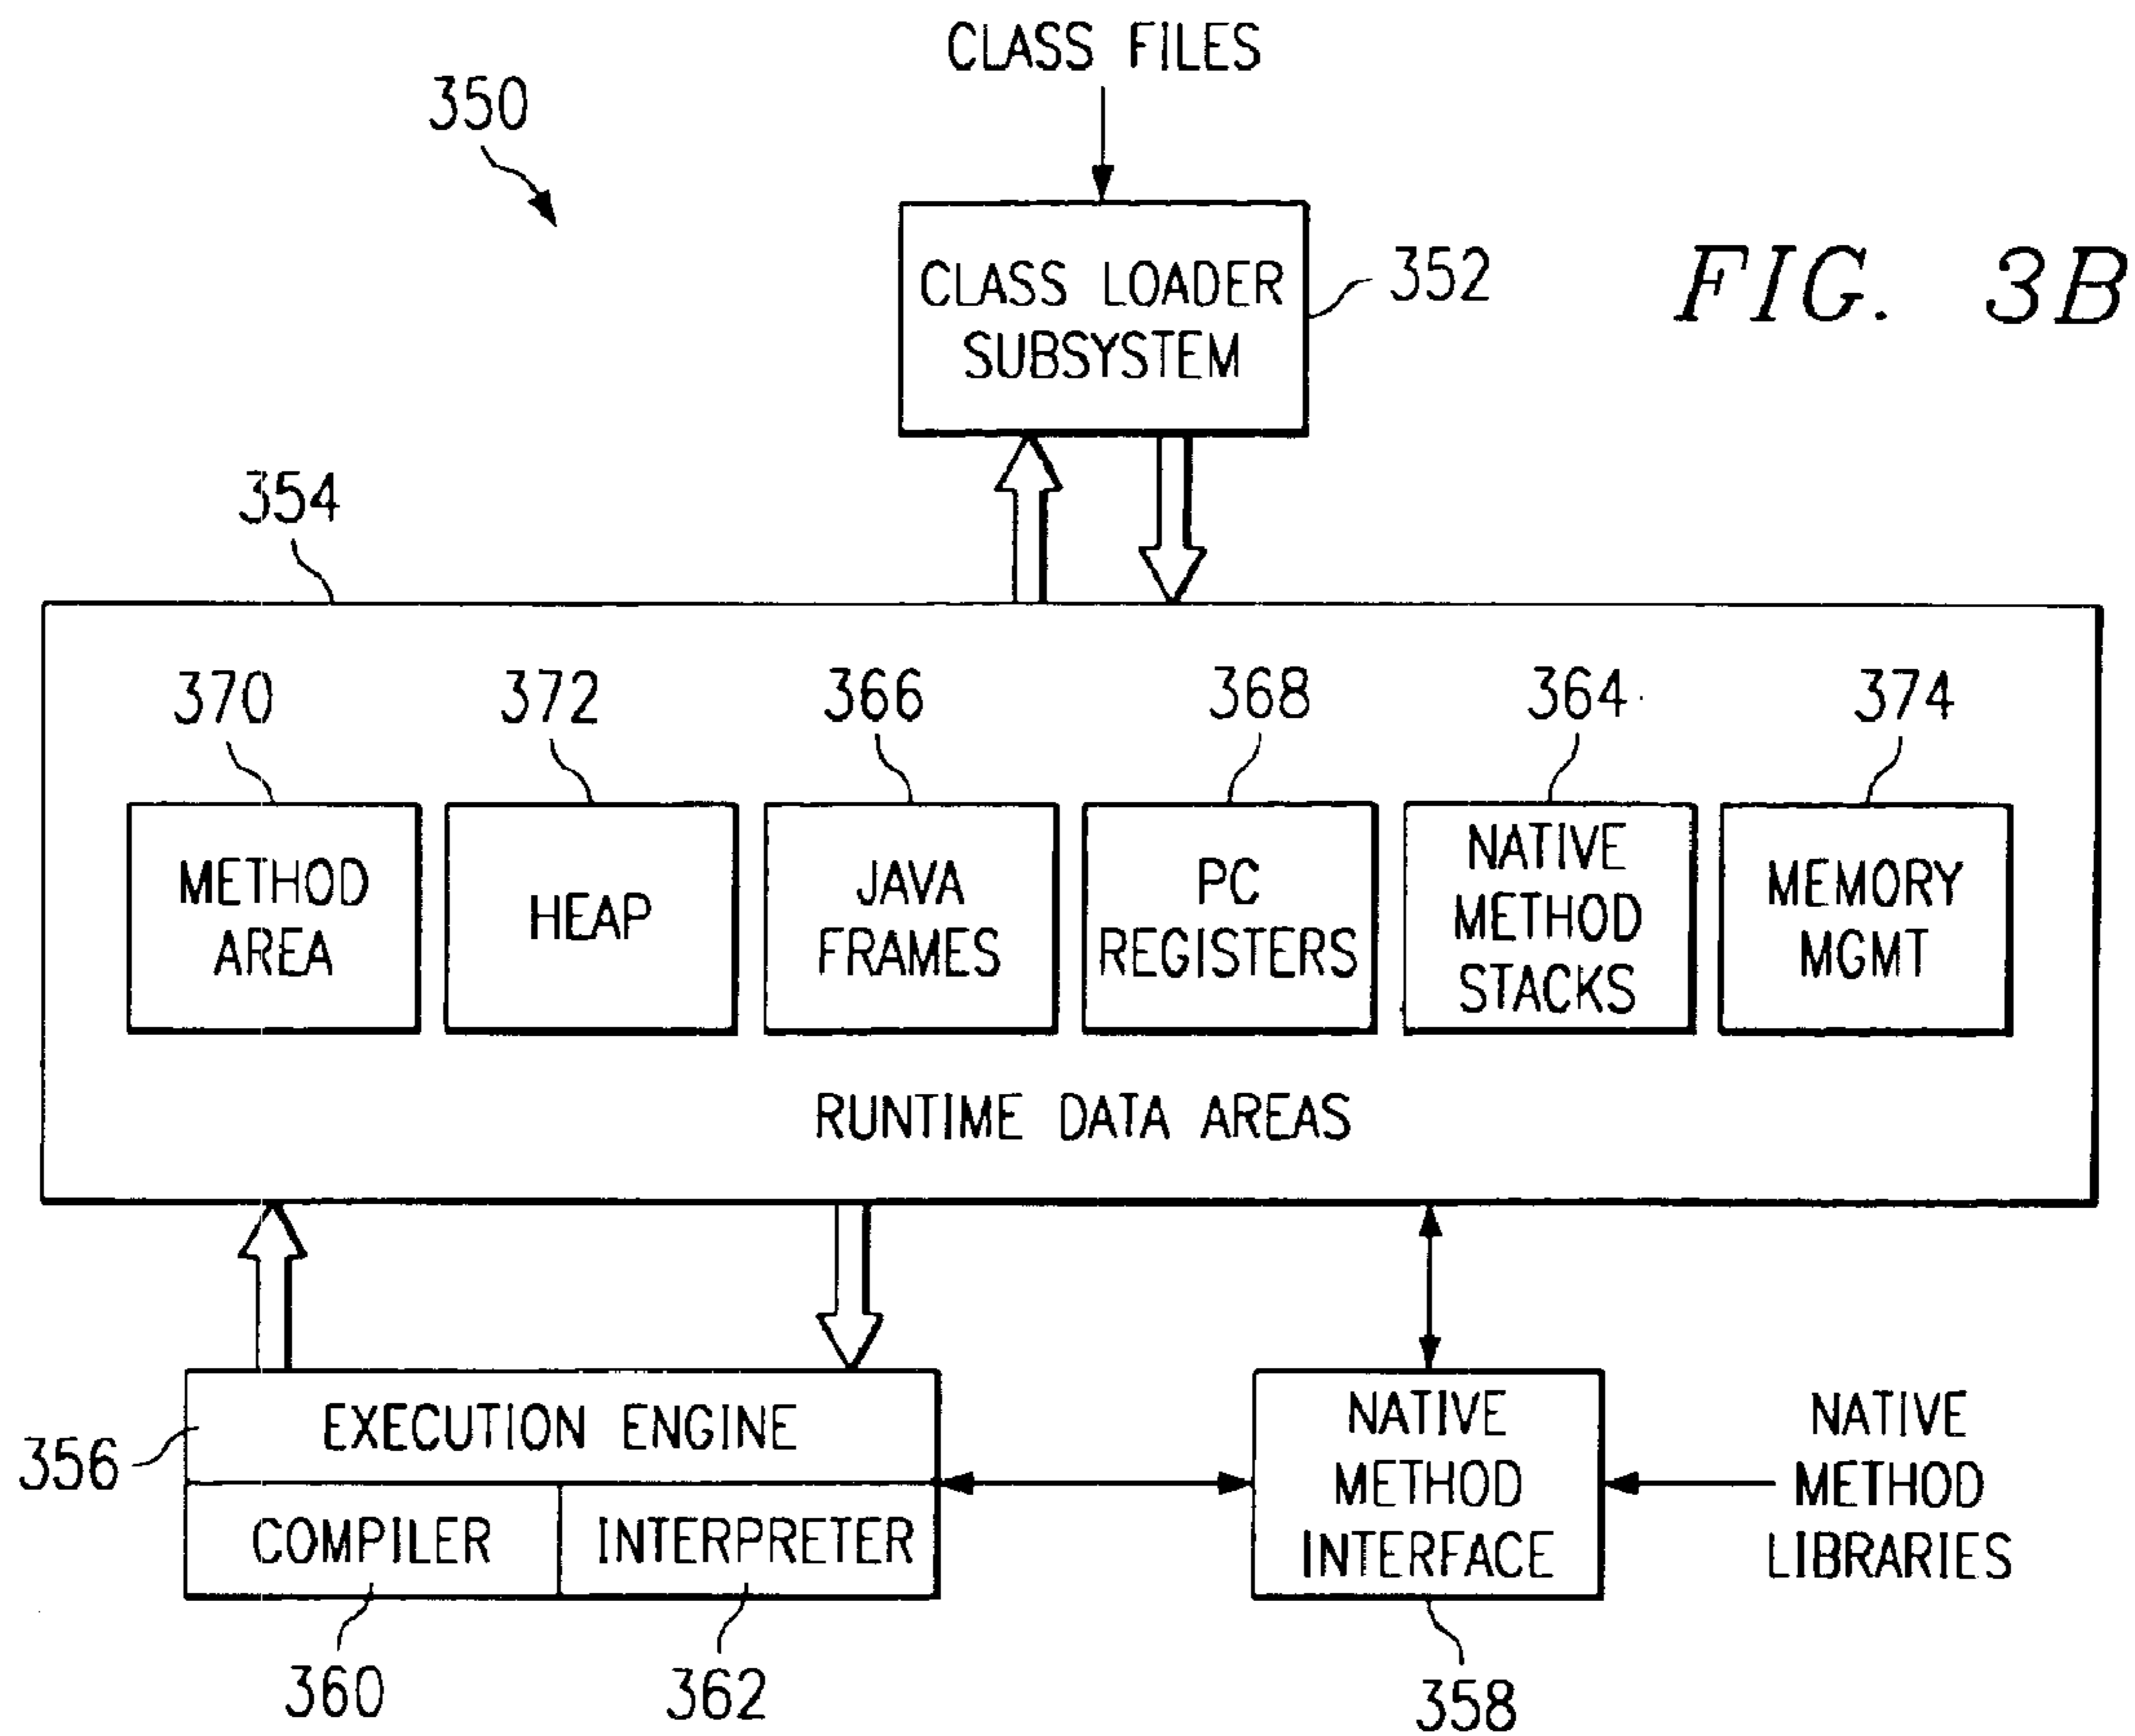 CLASS FILES
350
CLASS LOADER
SUBSYSTEM
352
FIG. 3B
354
370
372
366
368
364
374
METHOD
AREA
HEAP
JAVA
FRAMES
PC
REGISTERS
NATIVE
METHOD
STACKS
MEMORY
MGMT
RUNTIME DATA AREAS
356
EXECUTION ENGINE
COMPILER
INTERPRETER
NATIVE
METHOD
INTERFACE
NATIVE
METHOD
LIBRARIES
360
362
358